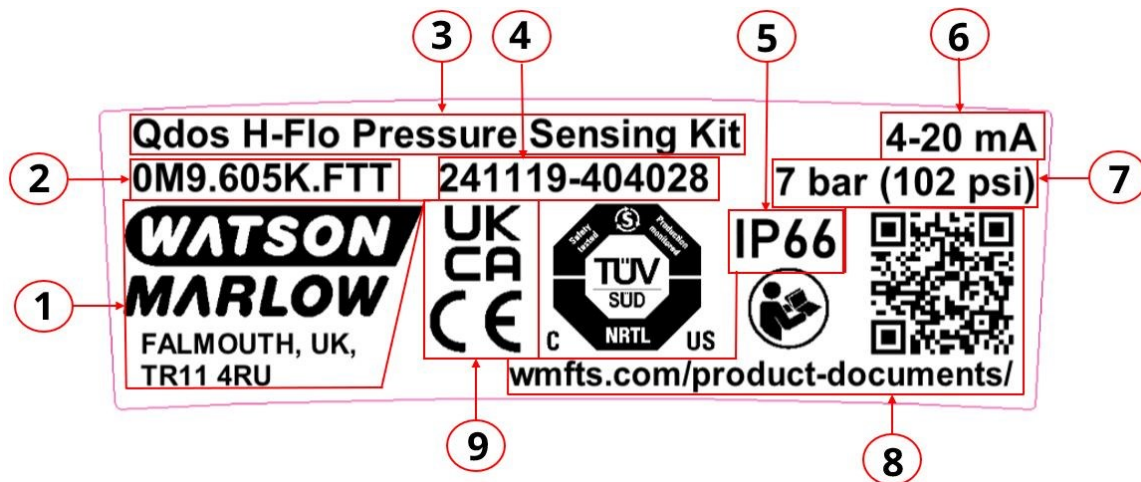 3
4
5
6
Qdos H-Flo Pressure Sensing Kit
4-20 mA
2
0M9.605K.FTT
241119-404028
7 bar (102 psi)
7
WATSON
MARLOW
FALMOUTH, UK,
TR11 4RU
1
UK
CA
CE
Safety
tested
S
Production
monitored
TÜV
SÜD
NRTL
C
US
IP66
wmfts.com/product-documents/
9
8